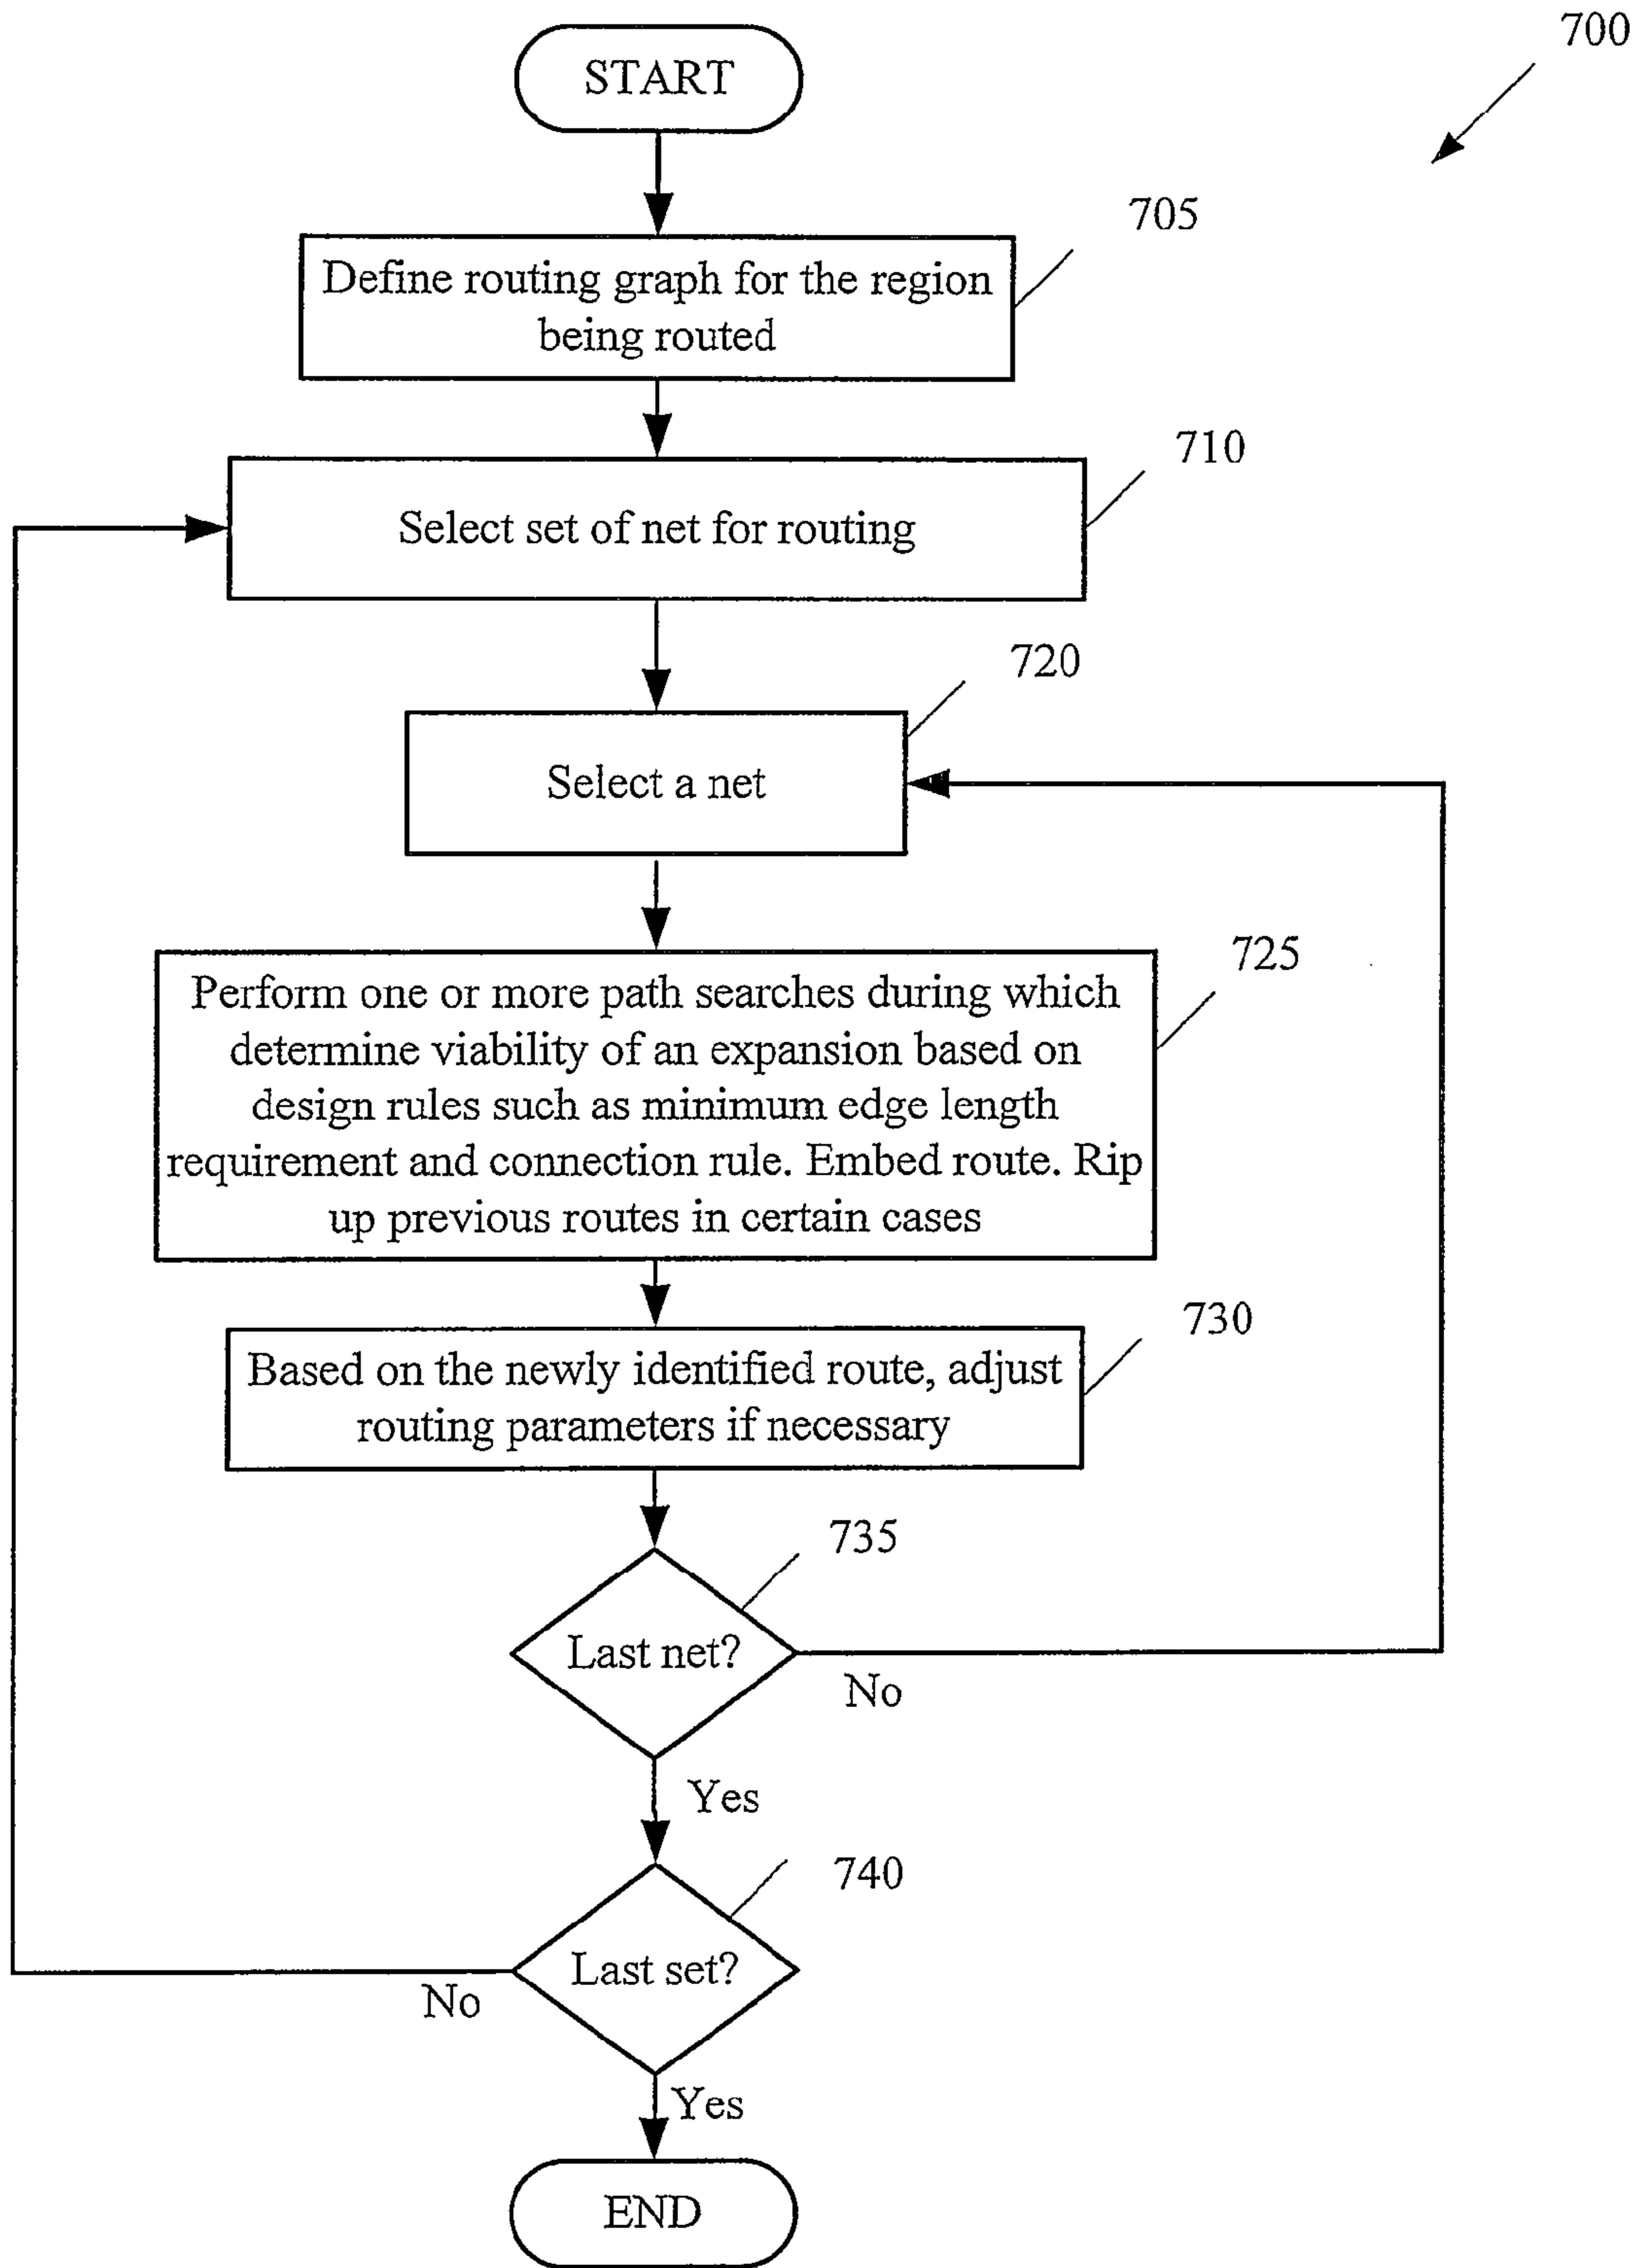 700
START
705
Define routing graph for the region
being routed
710
Select set of net for routing
720
Select a net
725
Perform one or more path searches during which
determine viability of an expansion based on
design rules such as minimum edge length
requirement and connection rule. Embed route. Rip
up previous routes in certain cases
730
Based on the newly identified route, adjust
routing parameters if necessary
735
Last net?
No
Yes
740
Last set?
No
Yes
END